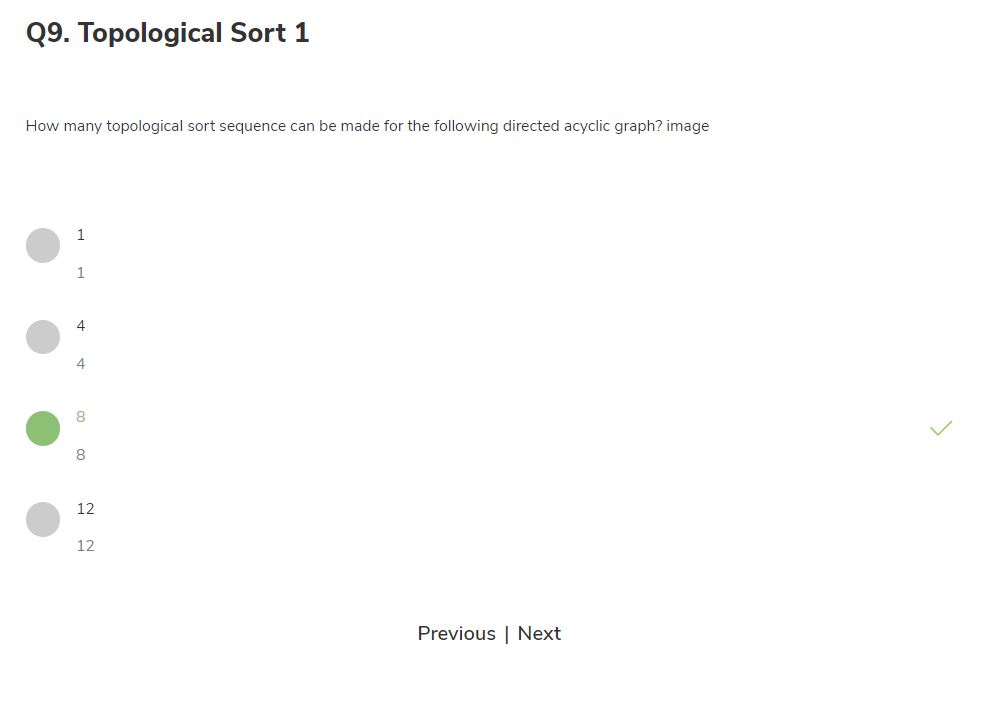 Q9. Topological Sort 1
How many topological sort sequence can be made for the following directed acyclic graph? image
1
1
4
4
8
8
12
12
Previous | Next